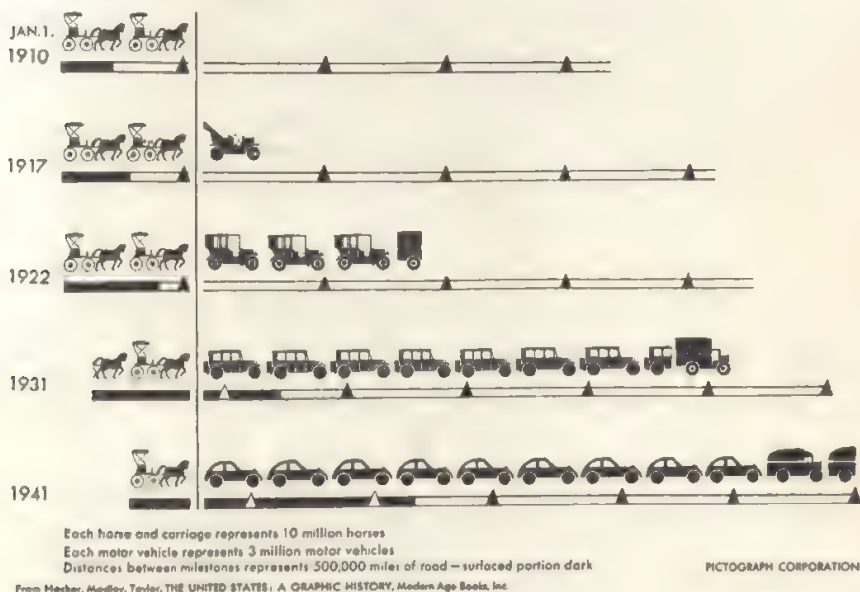 JAN. 1.
1910
1917
1922
1931
1941
Each horse and carriage represents 10 million horses
Each motor vehicle represents 3 million motor vehicles
Distances between milestones represents 500,000 miles of road — surfaced portion dark
PICTOGRAPH CORPORATION
From Hacker, Modley, Taylor, THE UNITED STATES: A GRAPHIC HISTORY, Modern Age Books, Inc